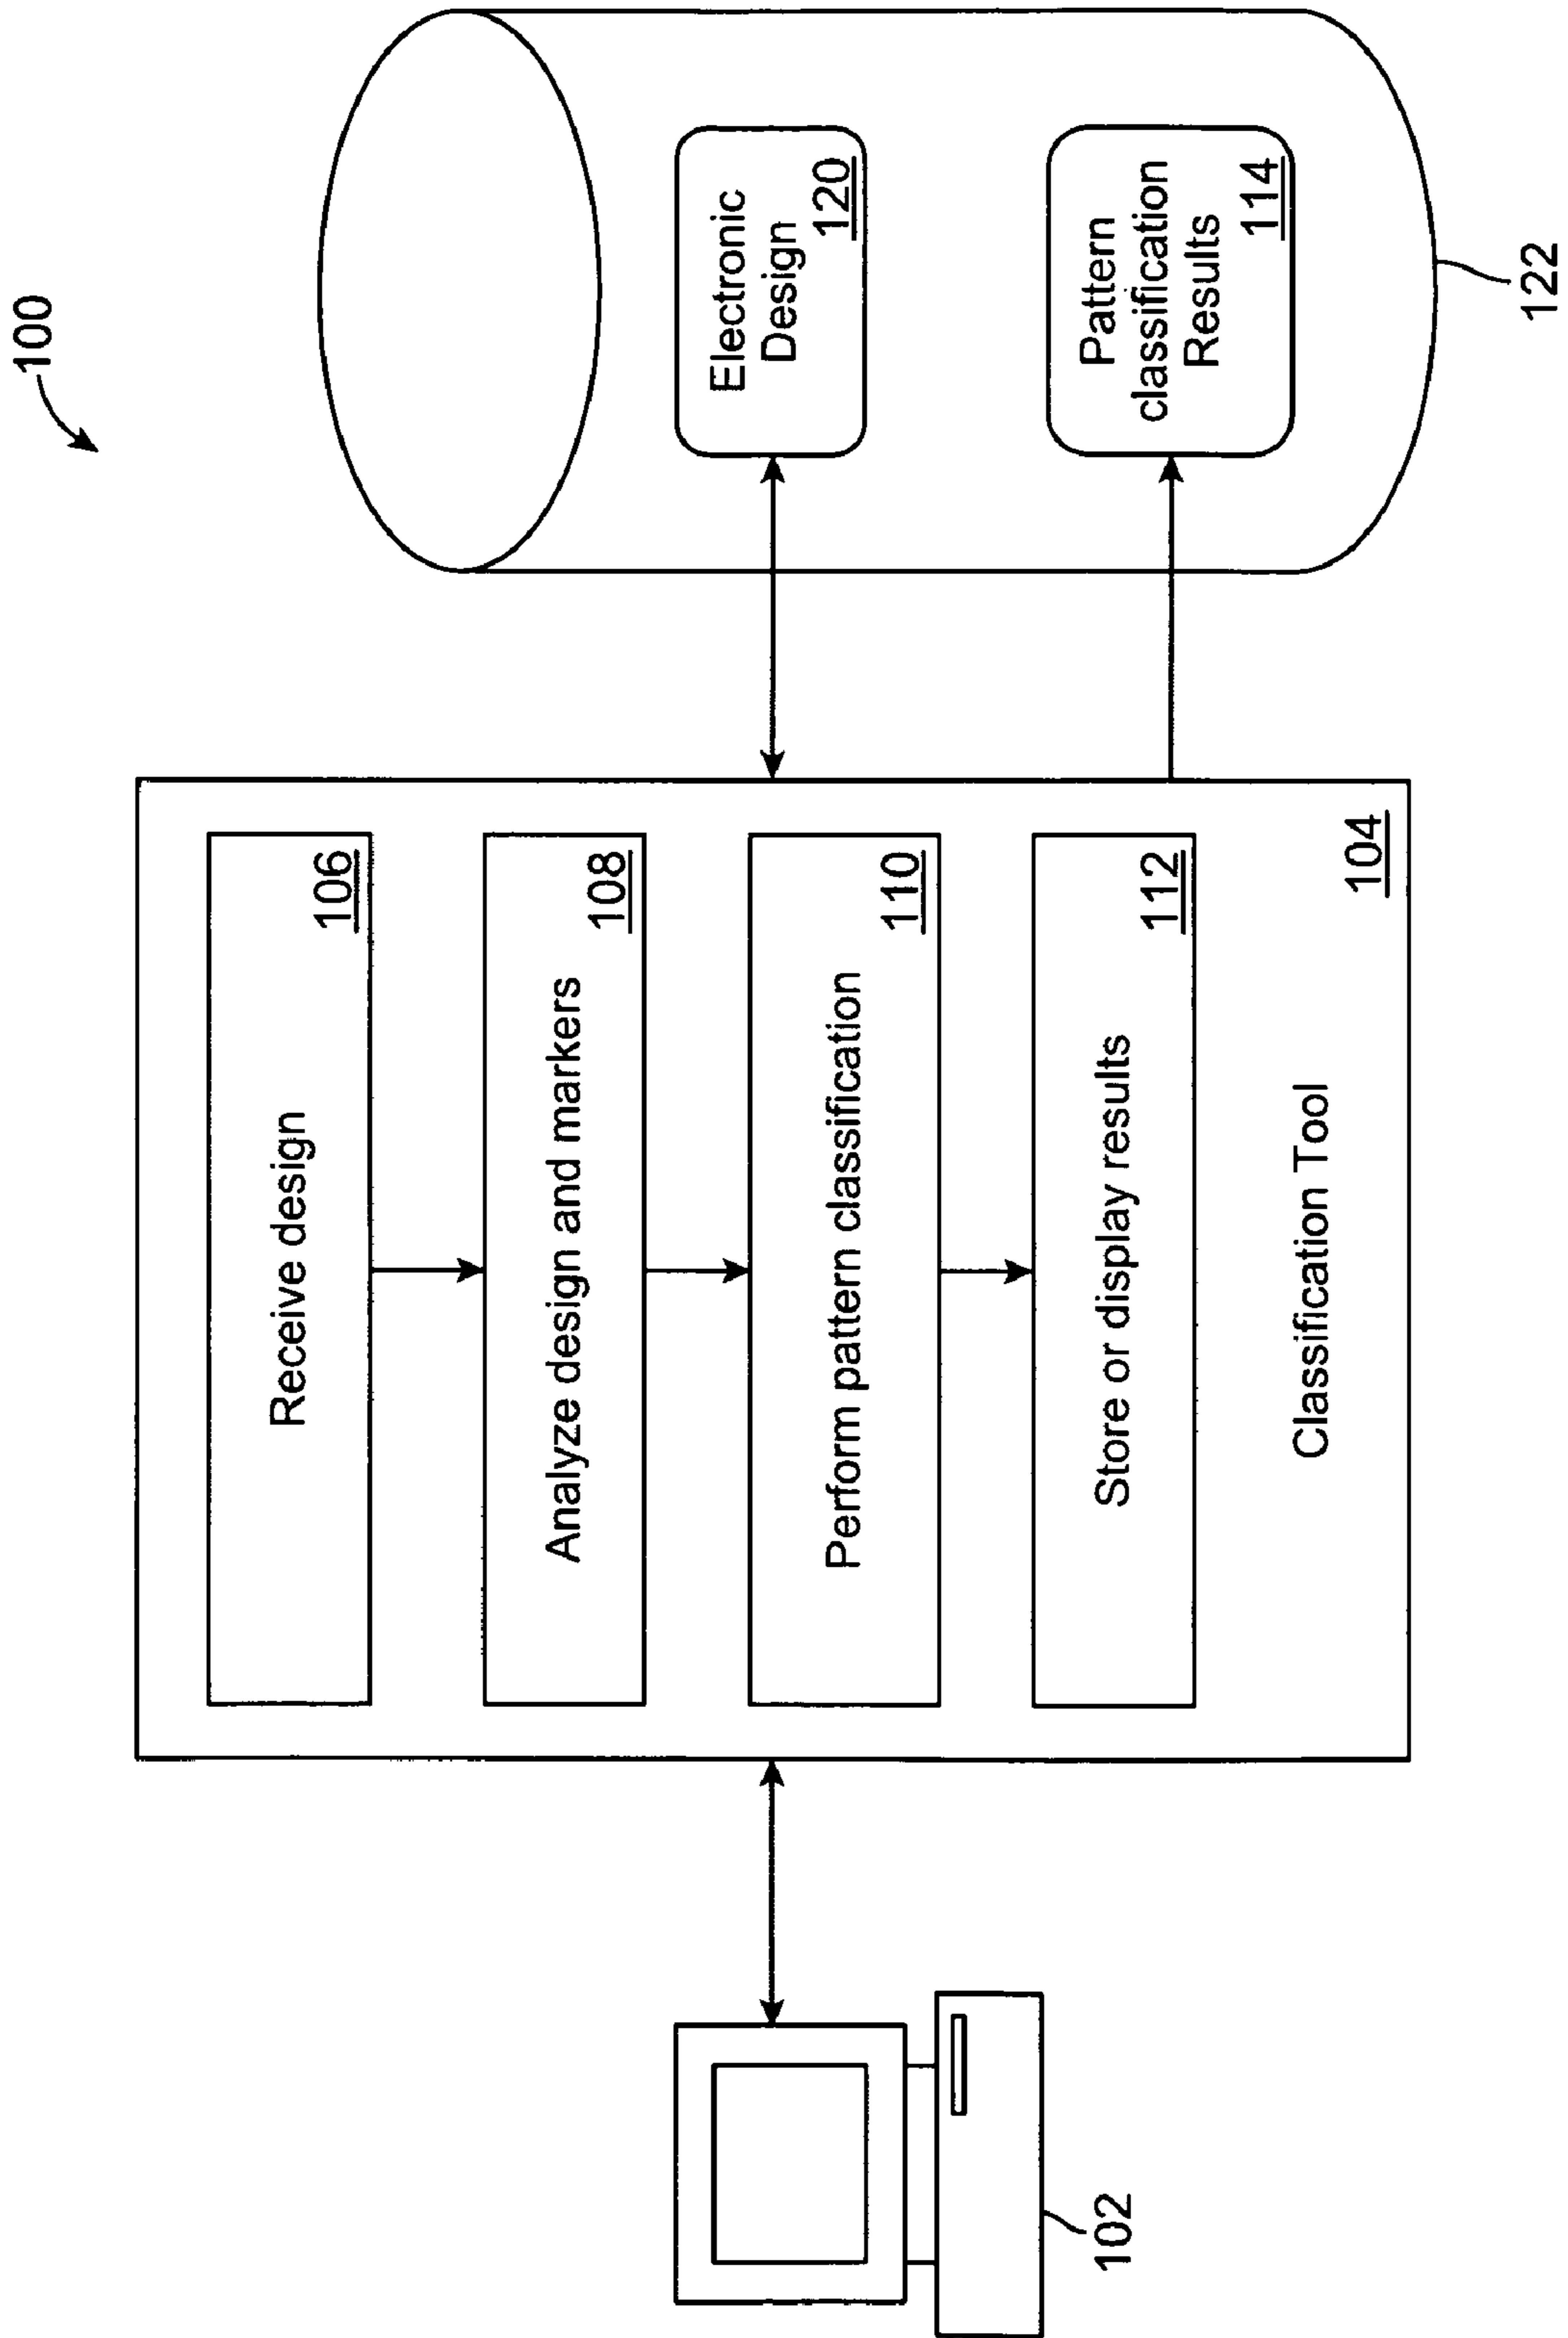 100
Receive design
106
Analyze design and markers
108
Perform pattern classification
110
Store or display results
112
Classification Tool
104
Electronic
Design
120
Pattern
classification
Results
114
102
122